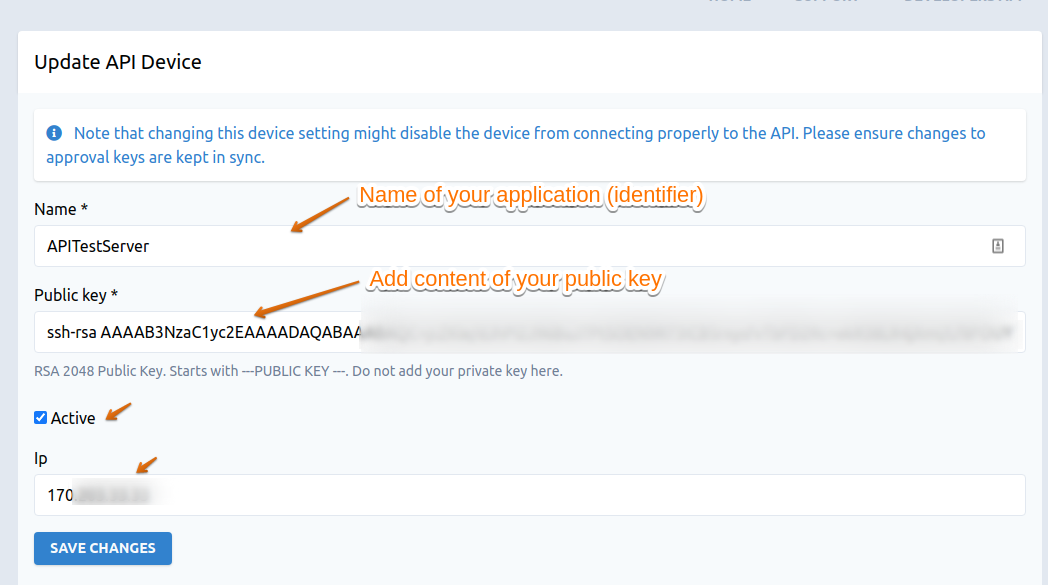 Update API Device
Note that changing this device setting might disable the device from connecting properly to the API. Please ensure changes to
approval keys are kept in sync.
Name of your application (identifier)
Name *
APITestServer
Add content of your public key
Public key *
ssh-rsa AAAAB3NzaC1yc2EAAAADAQABAA
RSA 2048 Public Key. Starts with ---PUBLIC KEY ---. Do not add your private key here.
Active
Ip
170
SAVE CHANGES